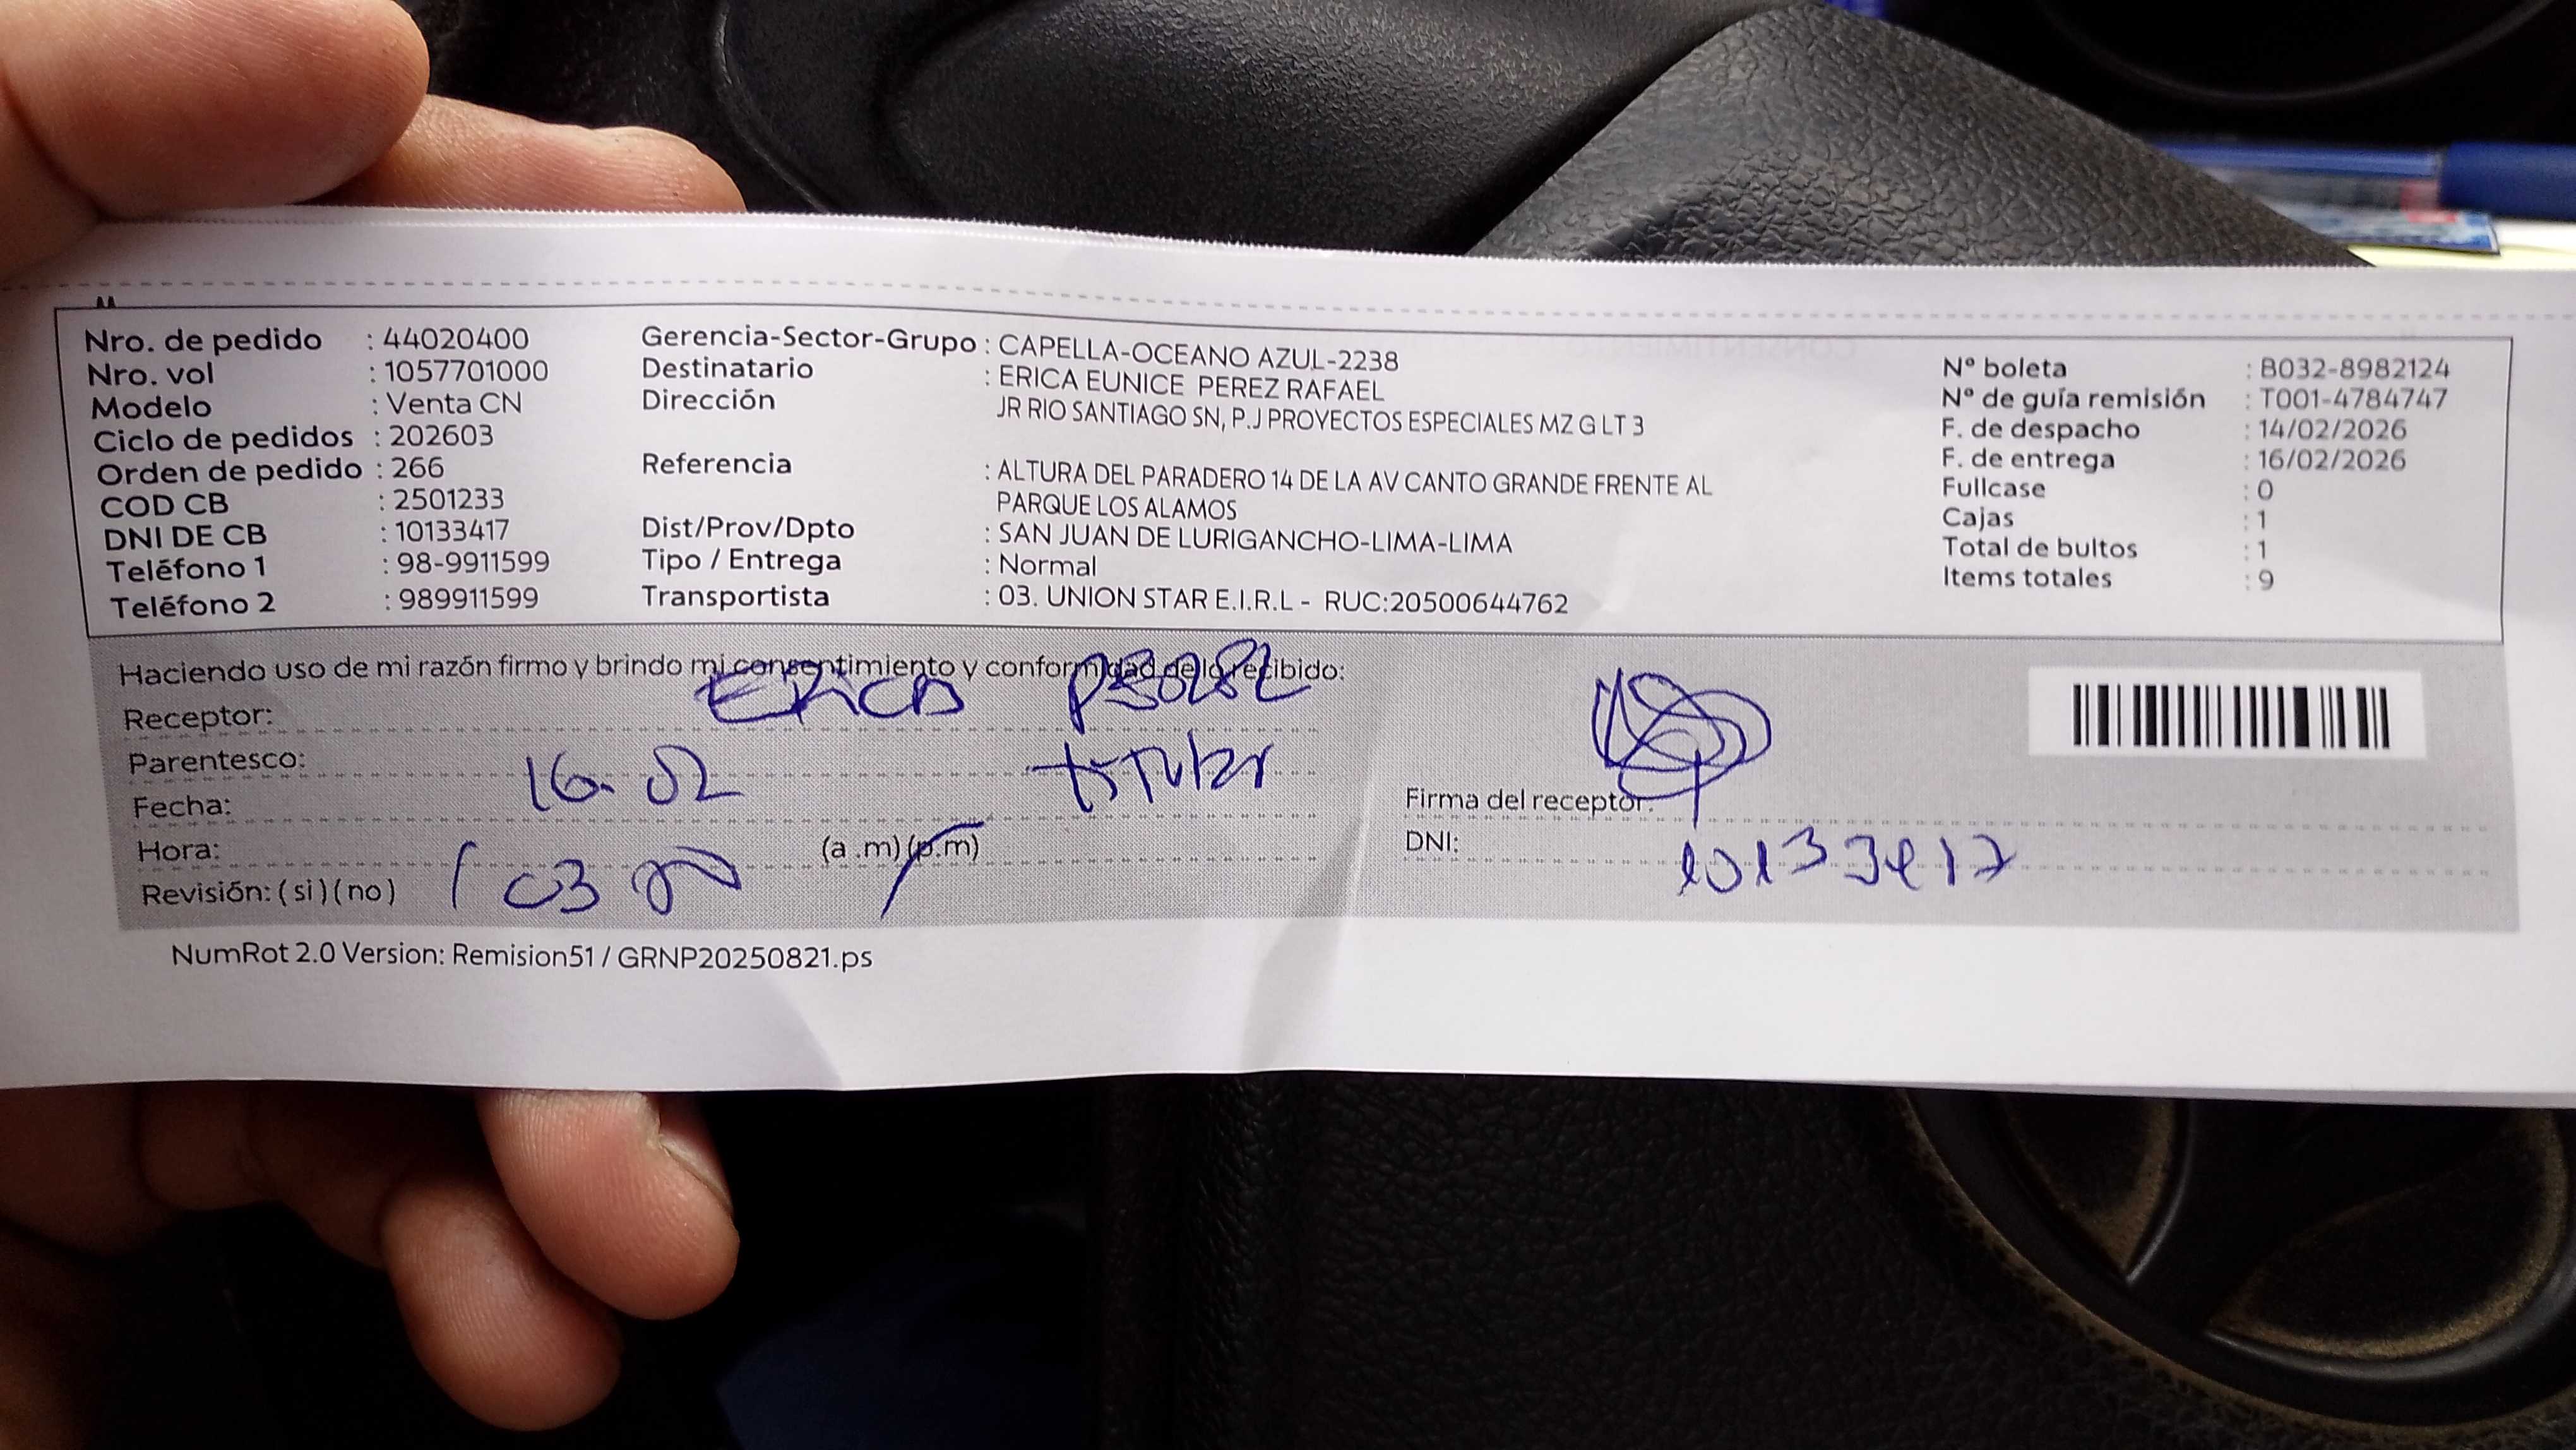 Nro. de pedido : 44020400
Nro. vol : 1057701000
Modelo : Venta CN
Ciclo de pedidos : 202603
Orden de pedido : 266
COD CB : 2501233
DNI DE CB : 10133417
Teléfono 1 : 98-9911599
Teléfono 2 : 989911599
Gerencia-Sector-Grupo : CAPELLA-OCEANO AZUL-2238
Destinatario : ERICA EUNICE PEREZ RAFAEL
Dirección JR RIO SANTIAGO SN, P.J PROYECTOS ESPECIALES MZ G LT 3
Referencia : ALTURA DEL PARADERO 14 DE LA AV CANTO GRANDE FRENTE AL
PARQUE LOS ALAMOS
Dist/Prov/Dpto : SAN JUAN DE LURIGANCHO-LIMA-LIMA
Tipo / Entrega : Normal
Transportista : 03. UNION STAR E.I.R.L - RUC:20500644762
Nº boleta : B032-8982124
Nº de guía remisión : T001-4784747
F. de despacho : 14/02/2026
F. de entrega : 16/02/2026
Fullcase : 0
Cajas : 1
Total de bultos : 1
Items totales : 9
Haciendo uso de mi razón firmo y brindo mi consentimiento y conformidad de lo recibido:
Receptor: Erica
Parentesco: titular
Fecha: 16.02
Hora: (a .m) (p.m)
Revisión: ( si ) ( no )
Firma del receptor:
DNI: 10133417
NumRot 2.0 Version: Remision51 / GRNP20250821.ps